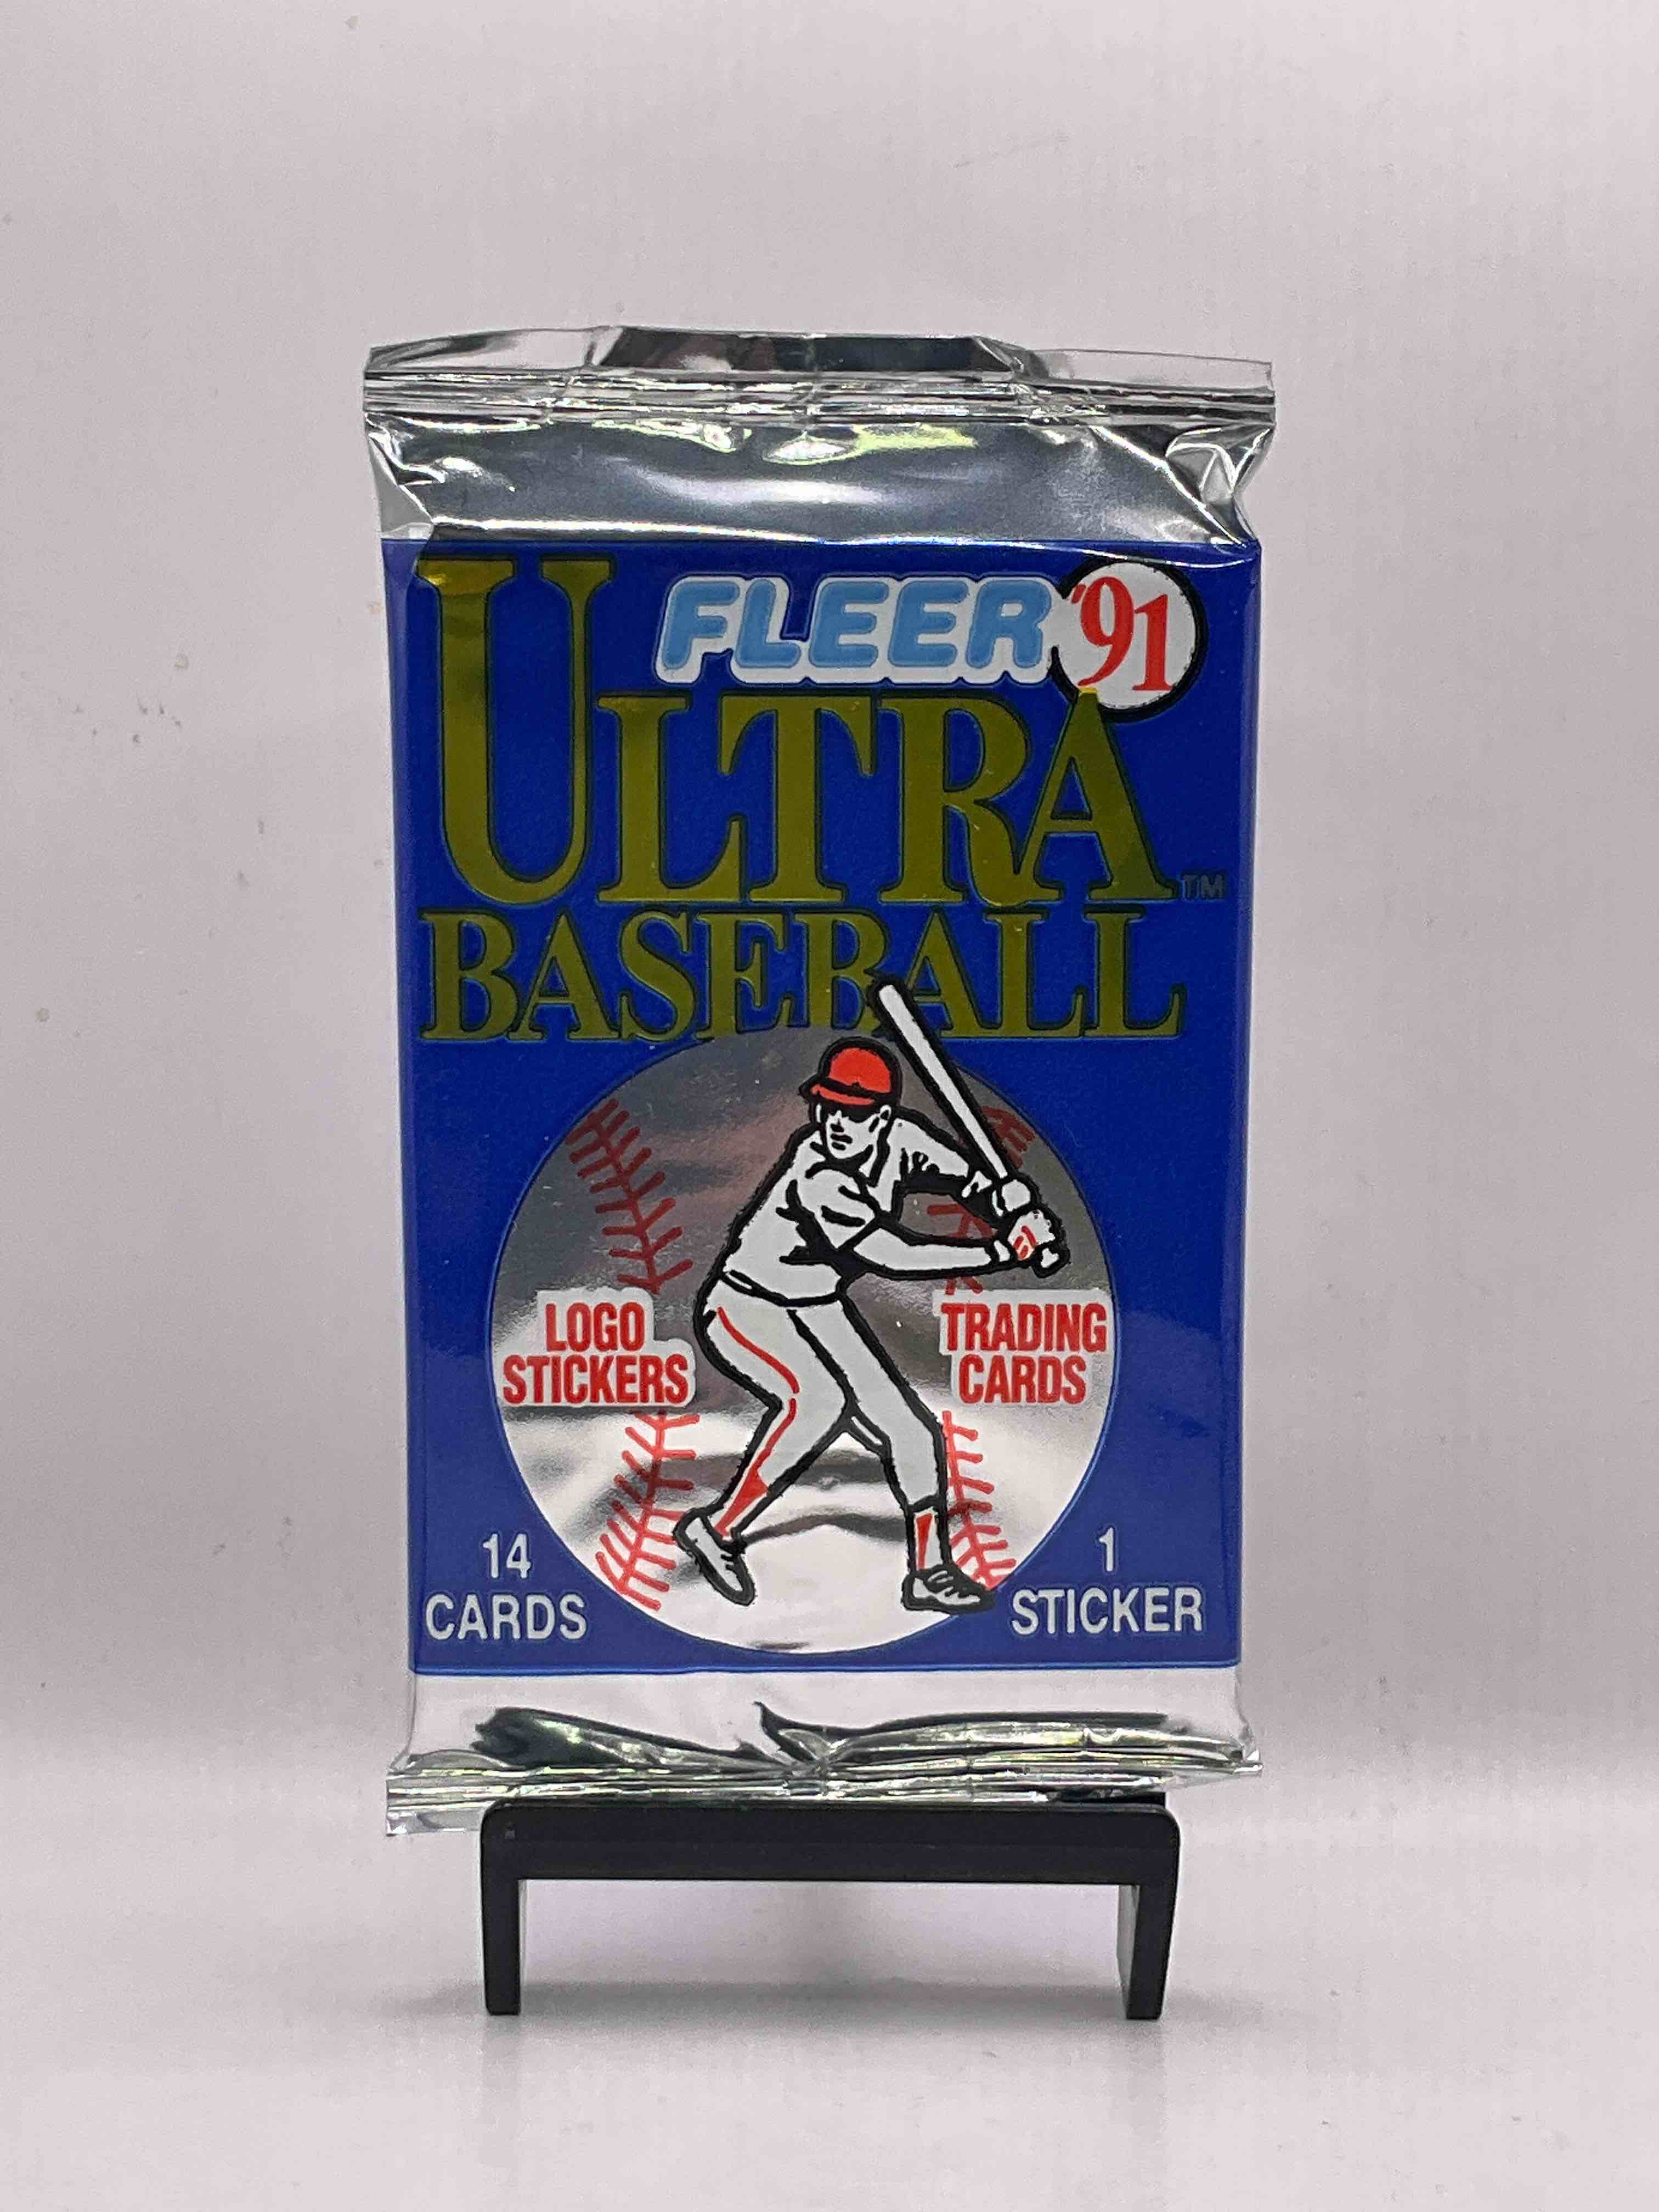 FLEER '91
ULTRA™
BASEBALL
LOGO
STICKERS
TRADING
CARDS
14
CARDS
1
STICKER